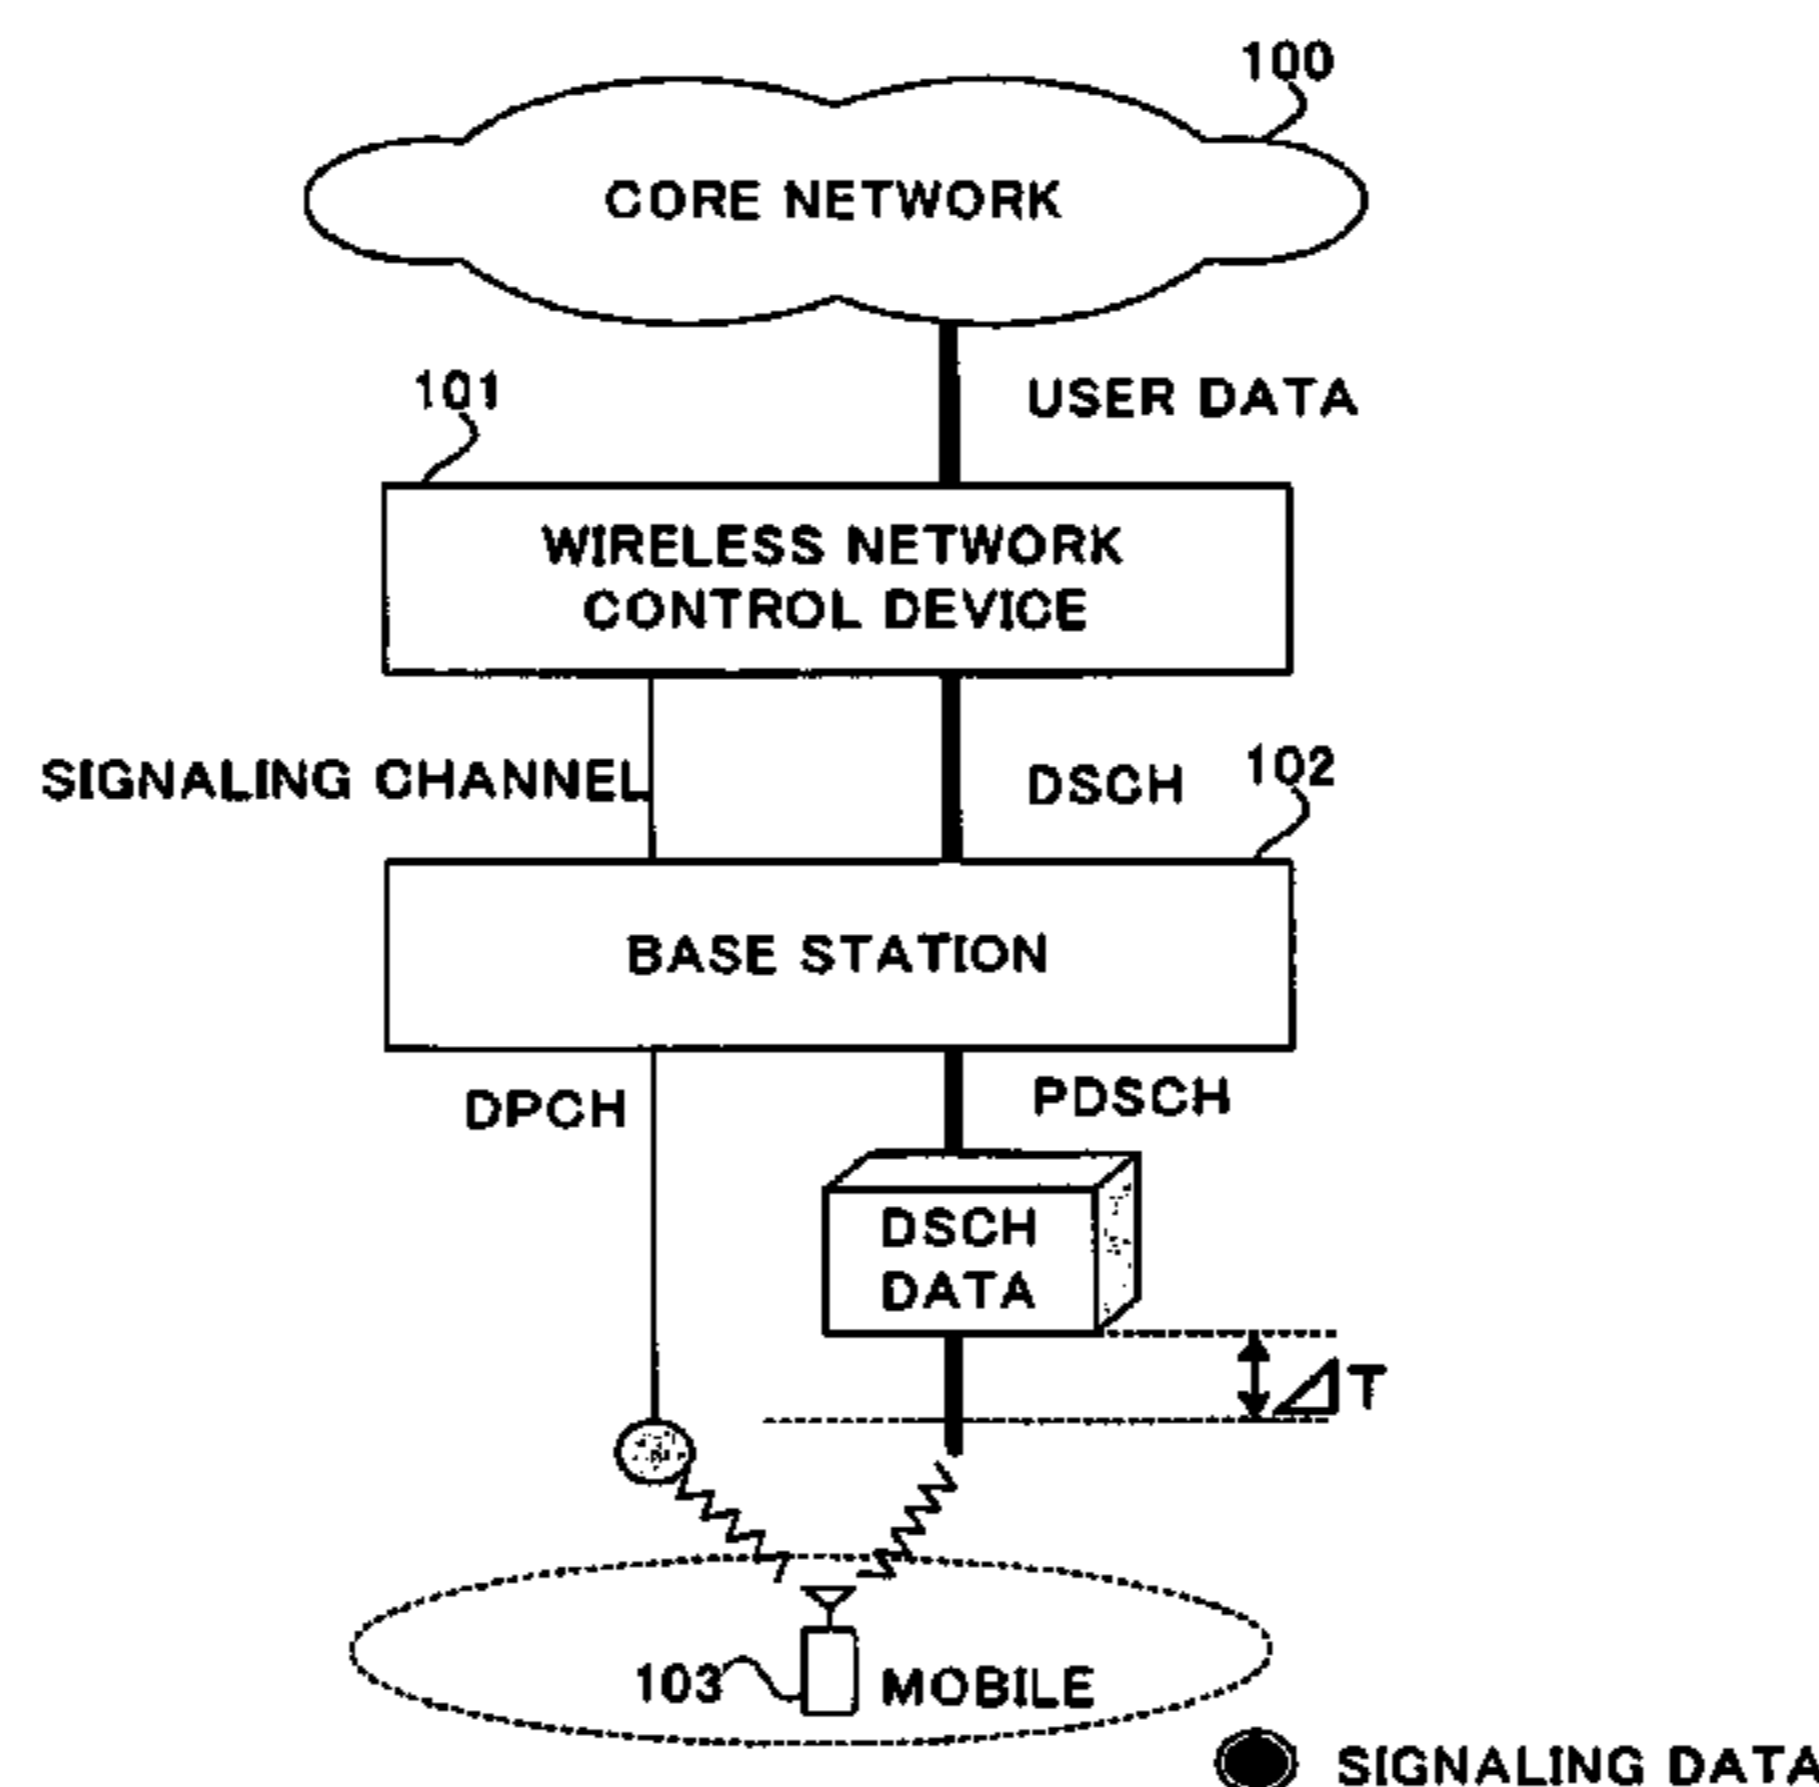 100
CORE NETWORK
101
USER DATA
WIRELESS NETWORK
CONTROL DEVICE
SIGNALING CHANNEL
DSCH
102
BASE STATION
DPCH
PDSCH
DSCH
DATA
⊿T
103
MOBILE
SIGNALING DATA